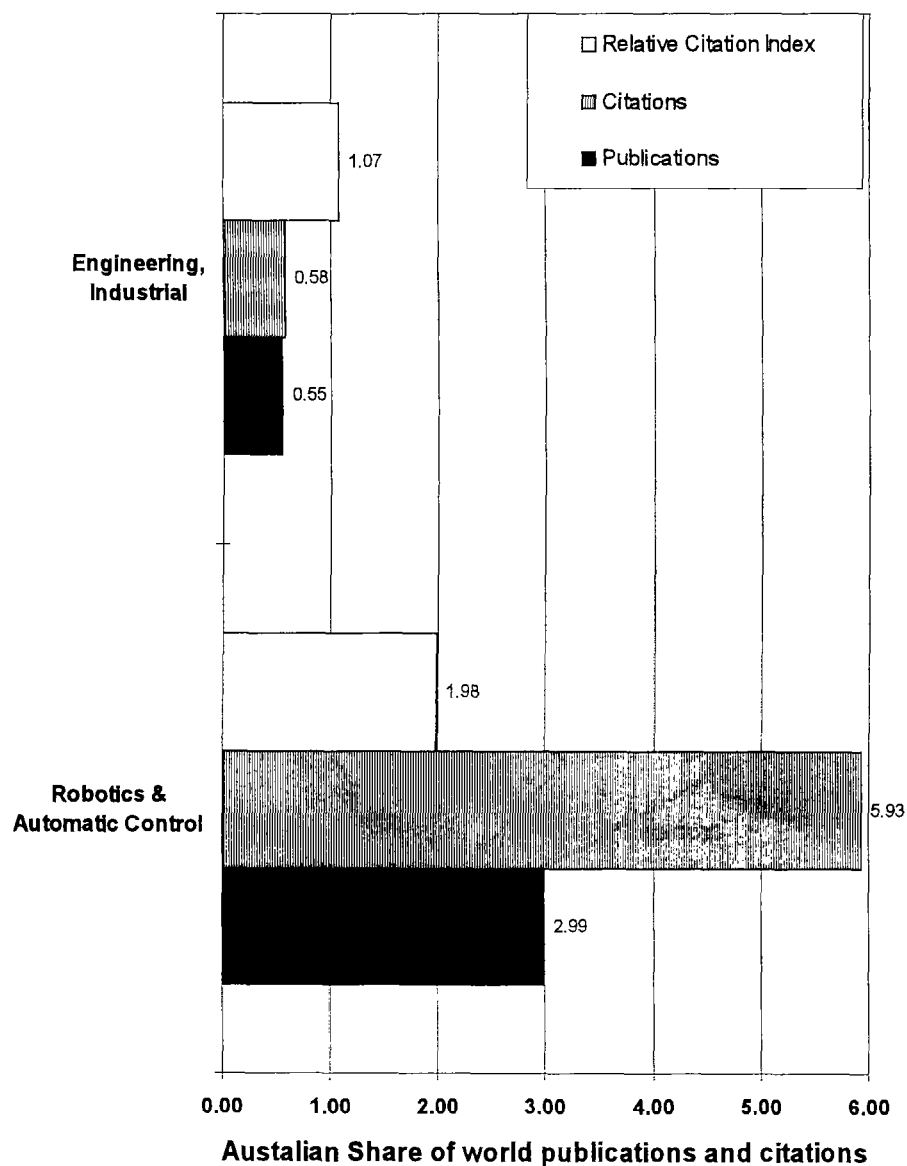 Relative Citation Index
Citations
Publications
1.07
Engineering,
Industrial
0.58
0.55
1.98
Robotics &
Automatic Control
5.93
2.99
0.00 1.00 2.00 3.00 4.00 5.00 6.00
Austalian Share of world publications and citations